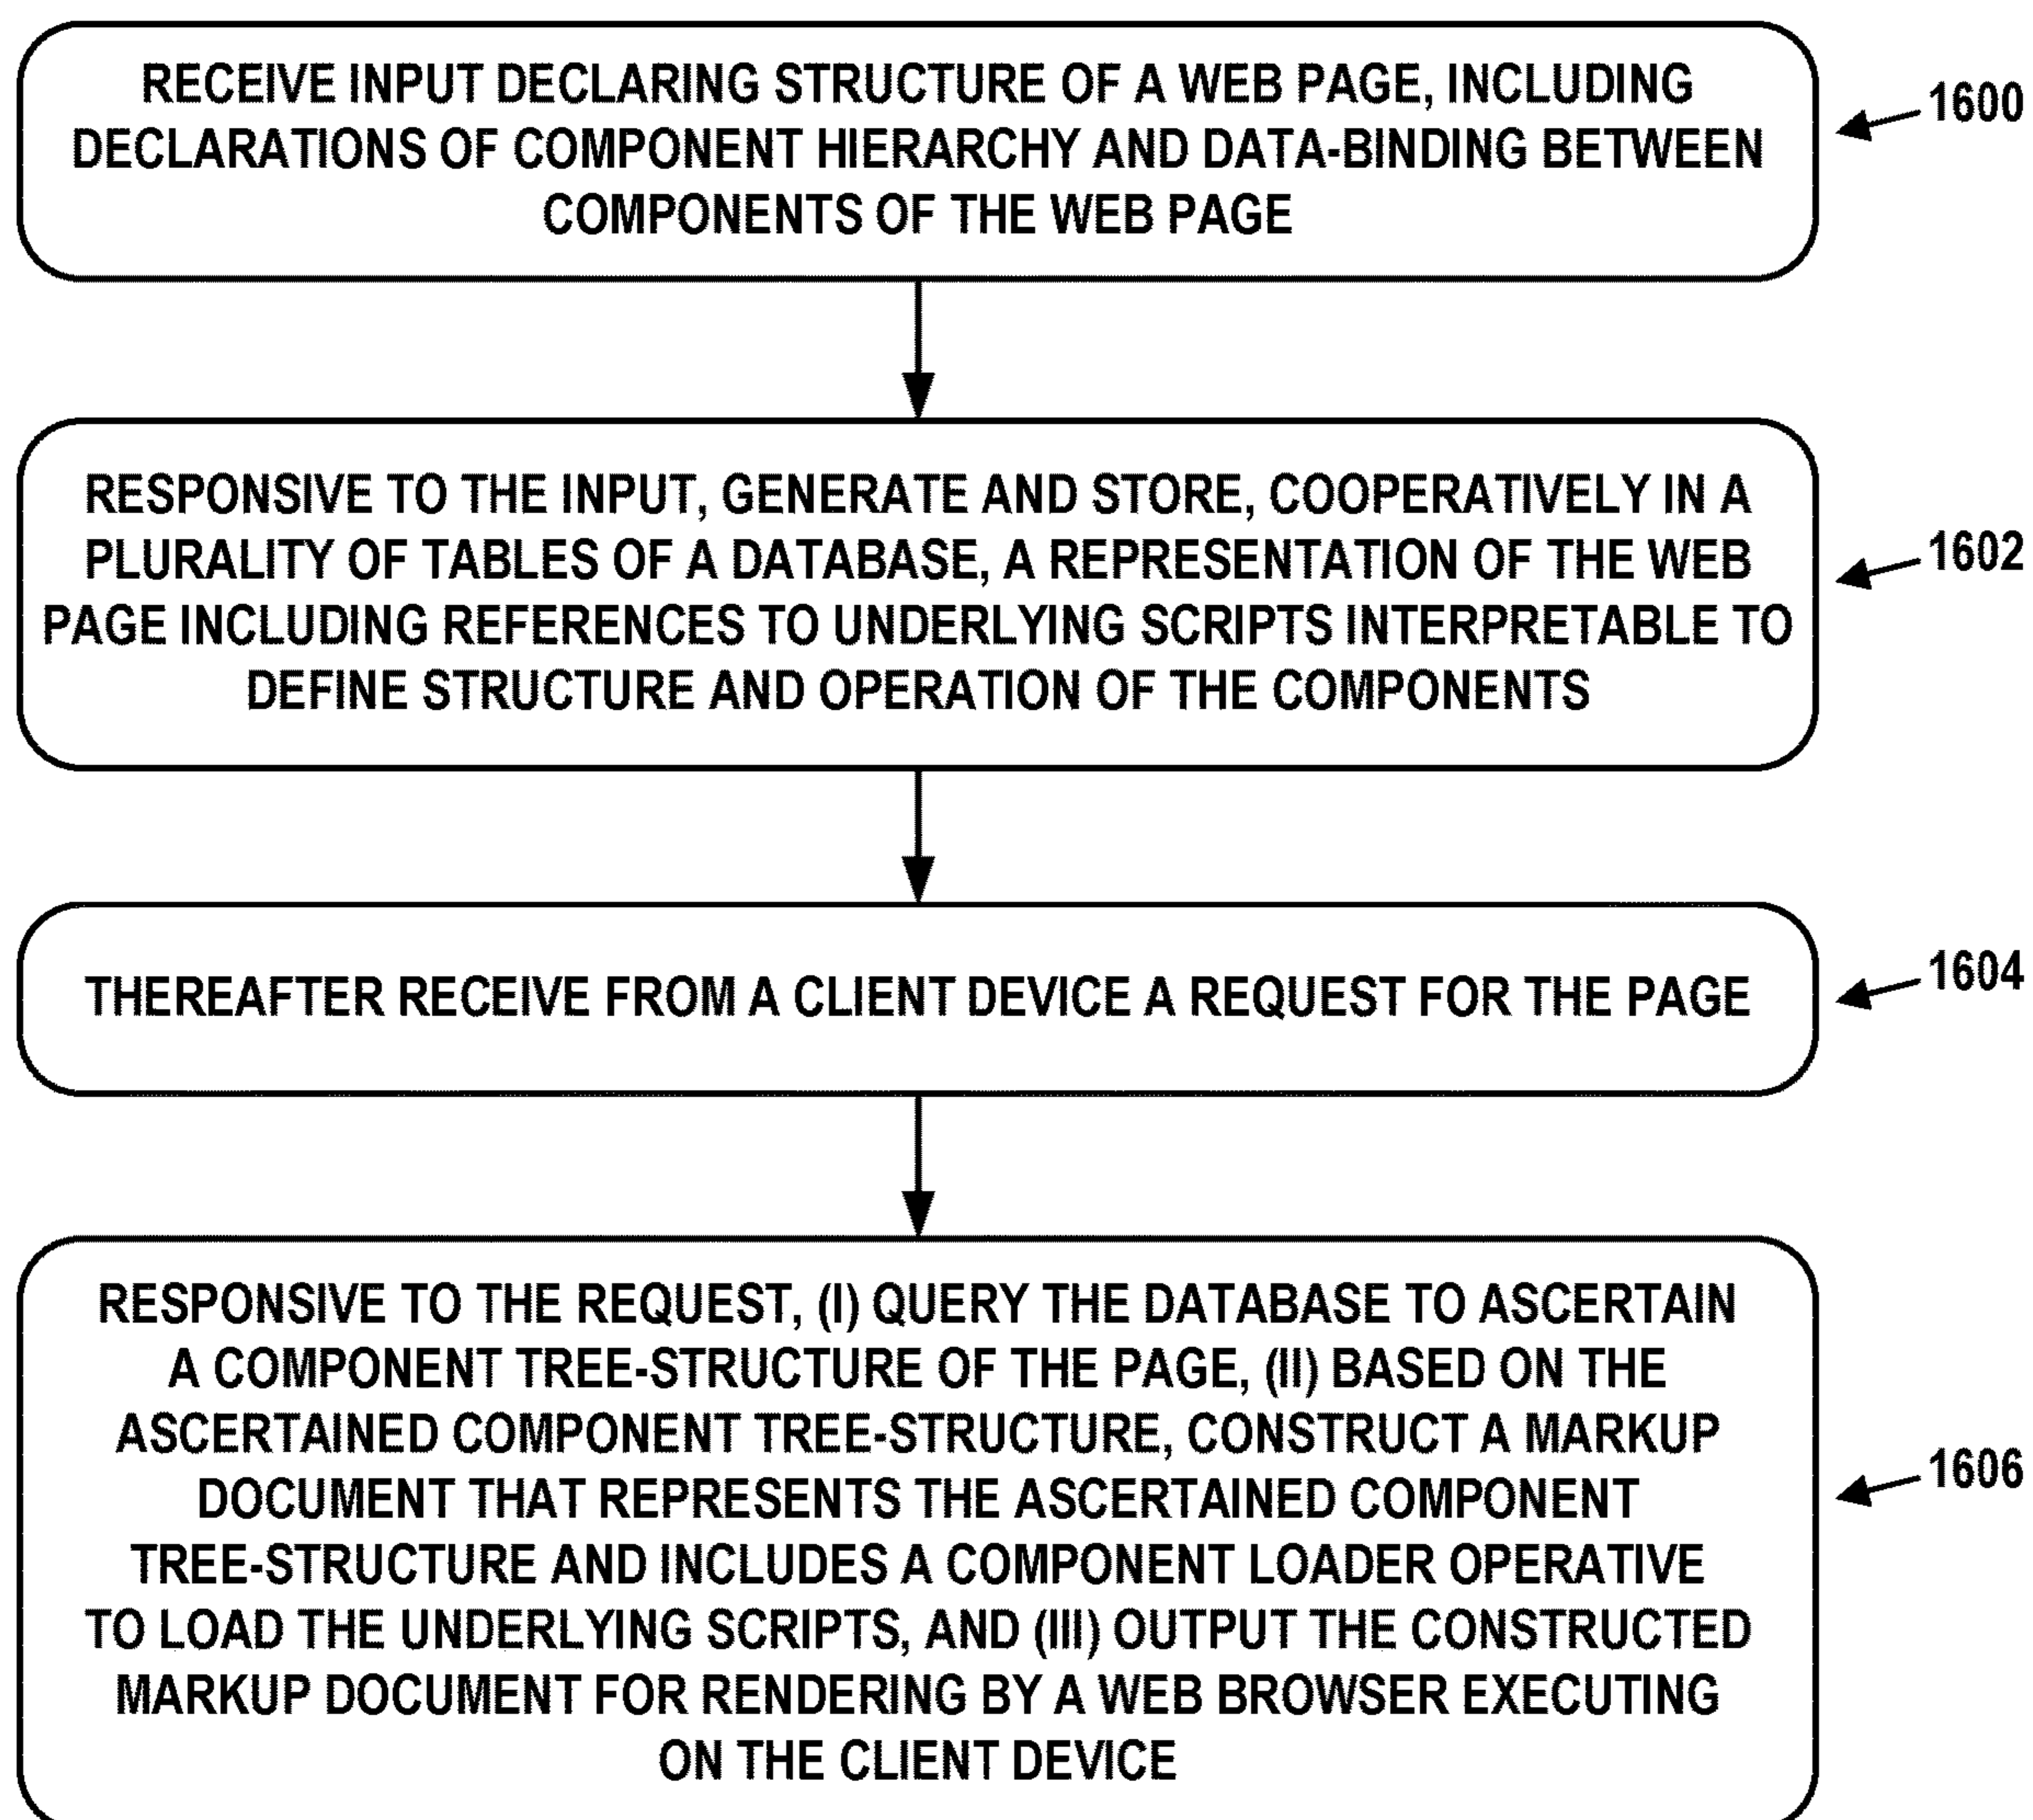 RECEIVE INPUT DECLARING STRUCTURE OF A WEB PAGE, INCLUDING
DECLARATIONS OF COMPONENT HIERARCHY AND DATA-BINDING BETWEEN
COMPONENTS OF THE WEB PAGE
1600
RESPONSIVE TO THE INPUT, GENERATE AND STORE, COOPERATIVELY IN A
PLURALITY OF TABLES OF A DATABASE, A REPRESENTATION OF THE WEB
PAGE INCLUDING REFERENCES TO UNDERLYING SCRIPTS INTERPRETABLE TO
DEFINE STRUCTURE AND OPERATION OF THE COMPONENTS
1602
THEREAFTER RECEIVE FROM A CLIENT DEVICE A REQUEST FOR THE PAGE
1604
RESPONSIVE TO THE REQUEST, (I) QUERY THE DATABASE TO ASCERTAIN
A COMPONENT TREE-STRUCTURE OF THE PAGE, (II) BASED ON THE
ASCERTAINED COMPONENT TREE-STRUCTURE, CONSTRUCT A MARKUP
DOCUMENT THAT REPRESENTS THE ASCERTAINED COMPONENT
TREE-STRUCTURE AND INCLUDES A COMPONENT LOADER OPERATIVE
TO LOAD THE UNDERLYING SCRIPTS, AND (III) OUTPUT THE CONSTRUCTED
MARKUP DOCUMENT FOR RENDERING BY A WEB BROWSER EXECUTING
ON THE CLIENT DEVICE
1606